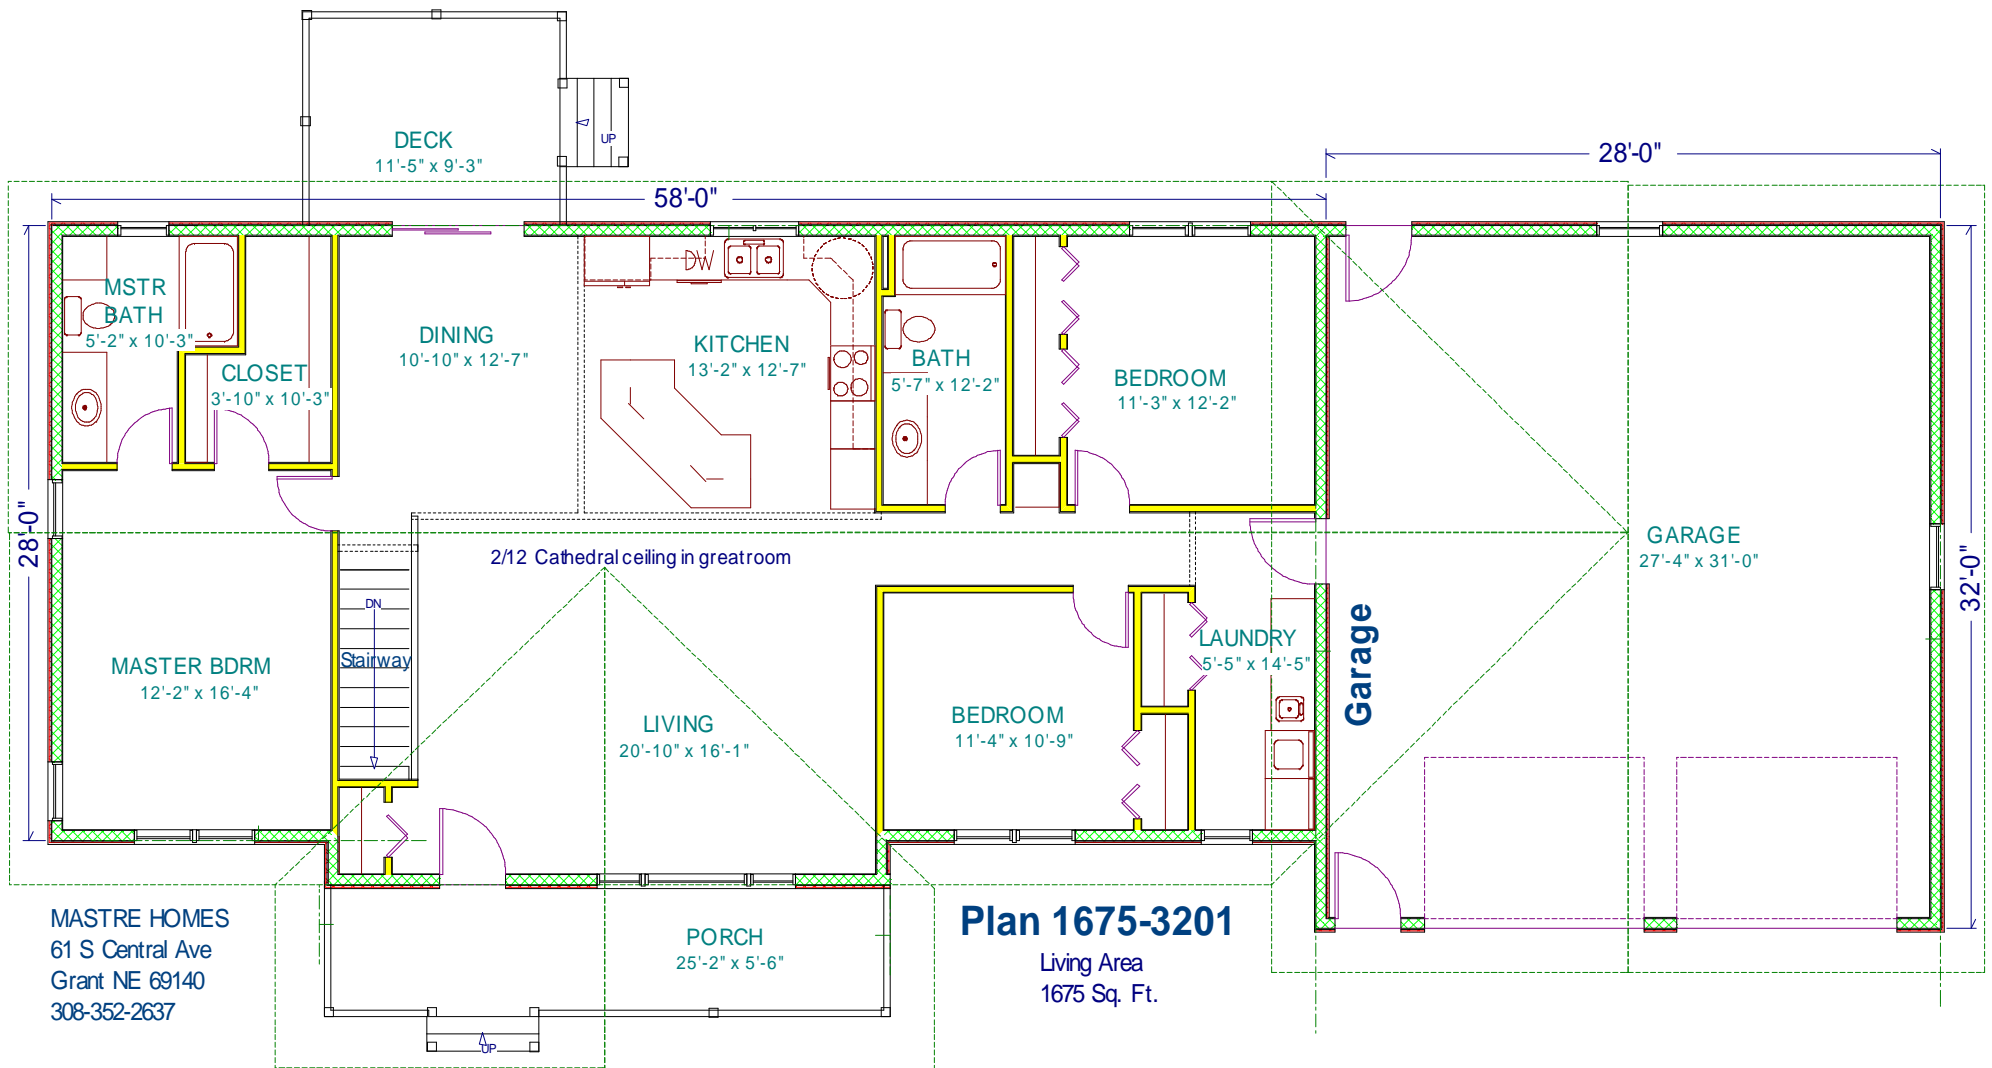 DECK
11'-5" x 9'-3"
UP
58'-0"
28'-0"
MSTR
BATH
5'-2" x 10'-3"
CLOSET
3'-10" x 10'-3"
DINING
10'-10" x 12'-7"
DW
KITCHEN
13'-2" x 12'-7"
BATH
5'-7" x 12'-2"
BEDROOM
11'-3" x 12'-2"
28'-0"
2/12 Cathedral ceiling in greatroom
GARAGE
27'-4" x 31'-0"
32'-0"
DN
Stairway
MASTER BDRM
12'-2" x 16'-4"
LIVING
20'-10" x 16'-1"
BEDROOM
11'-4" x 10'-9"
LAUNDRY
5'-5" x 14'-5"
Garage
MASTRE HOMES
61 S Central Ave
Grant NE 69140
308-352-2637
PORCH
25'-2" x 5'-6"
UP
Plan 1675-3201
Living Area
1675 Sq. Ft.